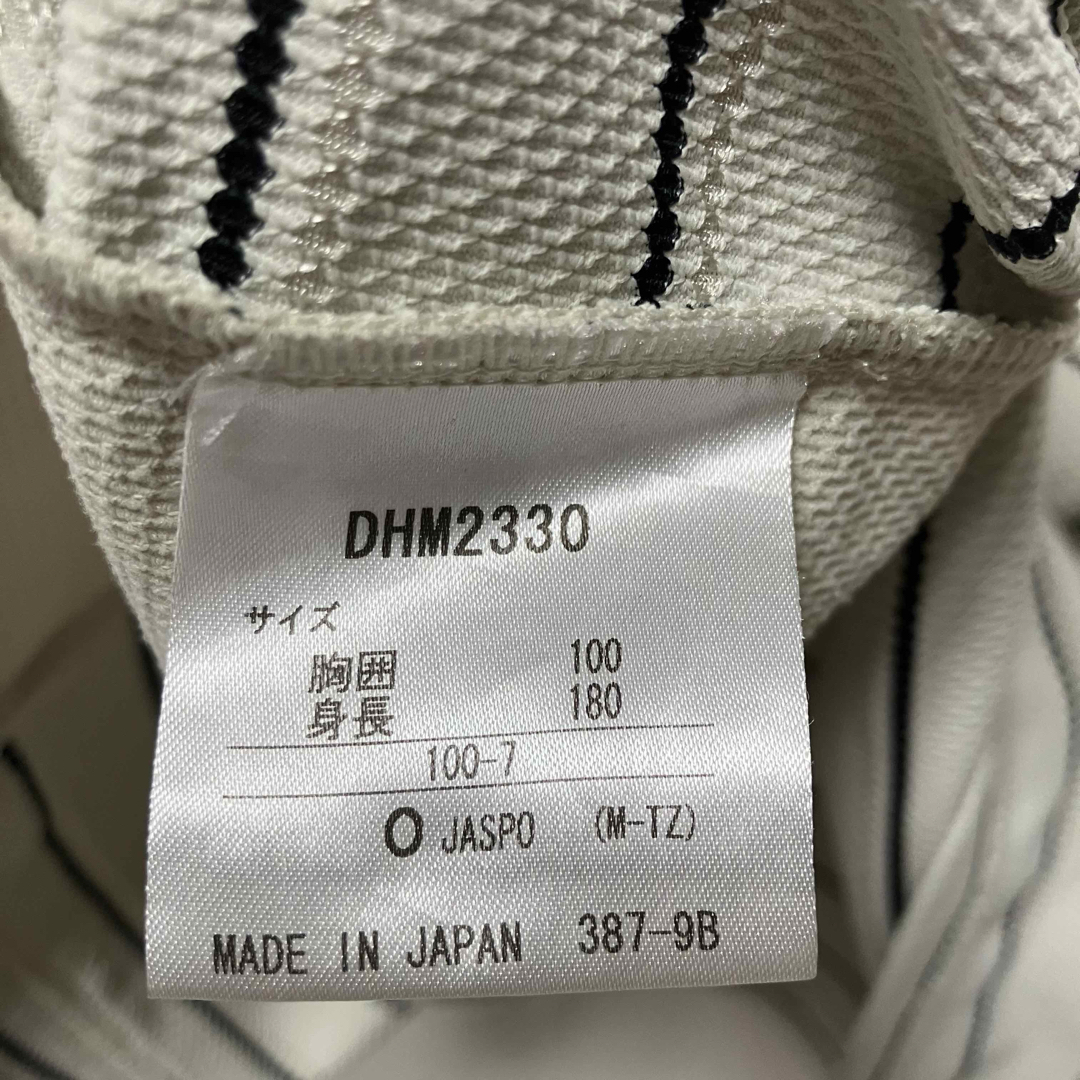 DHM2330
サイズ
胸囲 100
身長 180
100-7
O JASPO (M-TZ)
MADE IN JAPAN 387-9B